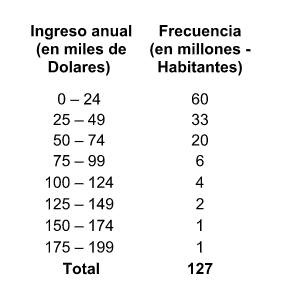 Ingreso anual Frecuencia
(en miles de (en millones -
Dolares) Habitantes)
0 – 24 60
25 – 49 33
50 – 74 20
75 – 99 6
100 – 124 4
125 – 149 2
150 – 174 1
175 – 199 1
Total 127